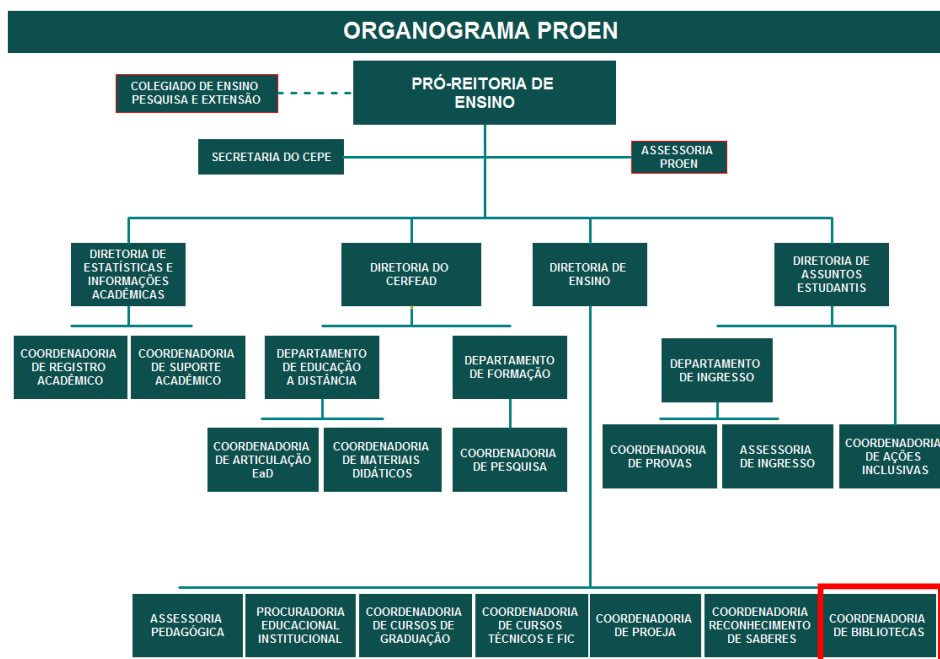 ORGANOGRAMA PROEN
PRÓ-REITORIA DE
ENSINO
COLEGIADO DE ENSINO
PESQUISA E EXTENSÃO
SECRETARIA DO CEPE
ASSESSORIA
PROEN
DIRETORIA DE
ESTATÍSTICAS E
INFORMAÇÕES
ACADÊMICAS
DIRETORIA DO
CERFEAD
DIRETORIA DE
ENSINO
DIRETORIA DE
ASSUNTOS
ESTUDANTIS
COORDENADORIA
DE REGISTRO
ACADÊMICO
COORDENADORIA
DE SUPORTE
ACADÊMICO
DEPARTAMENTO
DE EDUCAÇÃO
A DISTÂNCIA
DEPARTAMENTO
DE FORMAÇÃO
DEPARTAMENTO
DE INGRESSO
COORDENADORIA
DE ARTICULAÇÃO
EaD
COORDENADORIA
DE MATERIAIS
DIDÁTICOS
COORDENADORIA
DE PESQUISA
COORDENADORIA
DE PROVAS
ASSESSORIA
DE INGRESSO
COORDENADORIA
DE AÇÕES
INCLUSIVAS
ASSESSORIA
PEDAGÓGICA
PROCURADORIA
EDUCACIONAL
INSTITUCIONAL
COORDENADORIA
DE CURSOS DE
GRADUAÇÃO
COORDENADORIA
DE CURSOS
TÉCNICOS E FIC
COORDENADORIA
DE PROEJA
COORDENADORIA
RECONHECIMENTO
DE SABERES
COORDENADORIA
DE BIBLIOTECAS